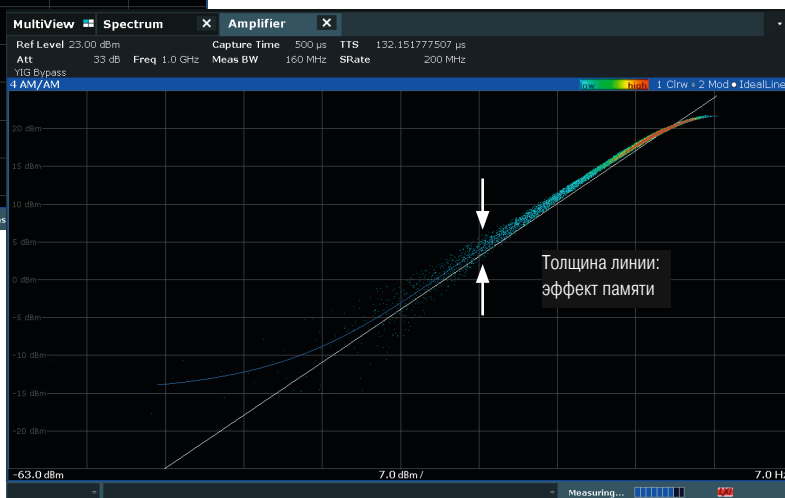 MultiView Spectrum X Amplifier X
Ref Level 23.00 dBm Capture Time 500 µs TTS 132.151777507 µs
Att 33 dB Freq 1.0 GHz Meas BW 160 MHz SRate 200 MHz
YIG Bypass
4 AM/AM low high 1 Clrw 2 Mod IdealLine
20 dBm
15 dBm
10 dBm
5 dBm
0 dBm
-5 dBm
-10 dBm
-15 dBm
-20 dBm
Толщина линии:
эффект памяти
-63.0 dBm 7.0 dBm/ 7.0 Hz
Measuring...